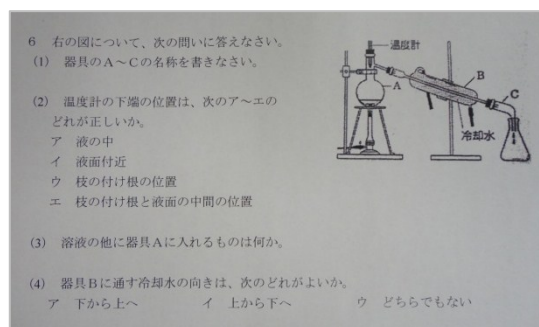 6 右の図について、次の問いに答えなさい。
(1) 器具のA～Cの名称を書きなさい。
(2) 温度計の下端の位置は、次のア～エの
どれが正しいか。
ア 液の中
イ 液面付近
ウ 枝の付け根の位置
エ 枝の付け根と液面の中間の位置
(3) 溶液の他に器具Aに入れるものは何か。
(4) 器具Bに通す冷却水の向きは、次のどれがよいか。
ア 下から上へ イ 上から下へ ウ どちらでもない
温度計
A
B
C
冷却水